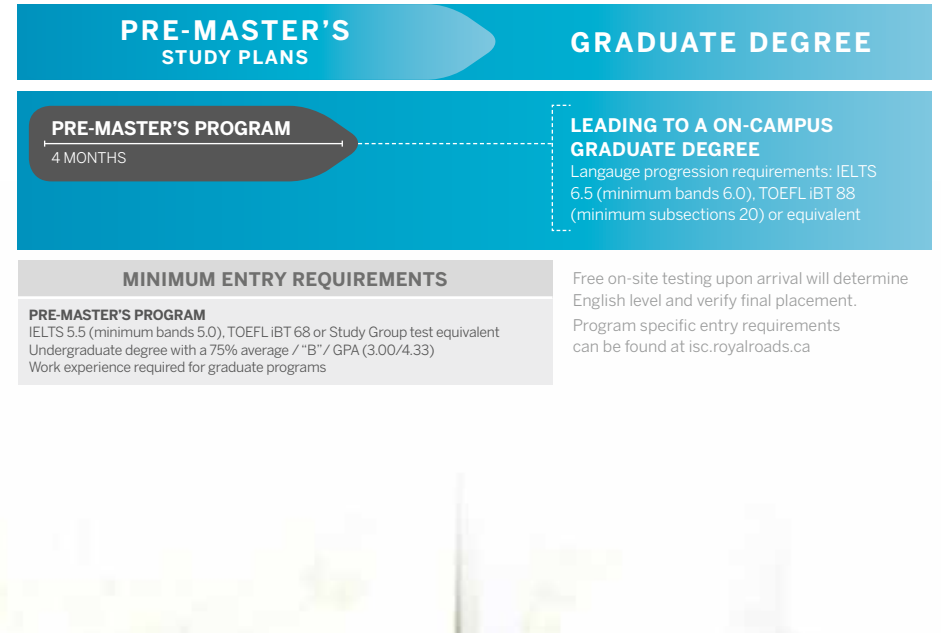 PRE-MASTER'S
STUDY PLANS
GRADUATE DEGREE
PRE-MASTER'S PROGRAM
4 MONTHS
LEADING TO A ON-CAMPUS
GRADUATE DEGREE
Langauge progression requirements: IELTS
6.5 (minimum bands 6.0), TOEFL iBT 88
(minimum subsections 20) or equivalent
MINIMUM ENTRY REQUIREMENTS
PRE-MASTER'S PROGRAM
IELTS 5.5 (minimum bands 5.0), TOEFL iBT 68 or Study Group test equivalent
Undergraduate degree with a 75% average / “B”/ GPA (3.00/4.33)
Work experience required for graduate programs
Free on-site testing upon arrival will determine
English level and verify final placement.
Program specific entry requirements
can be found at isc.royalroads.ca